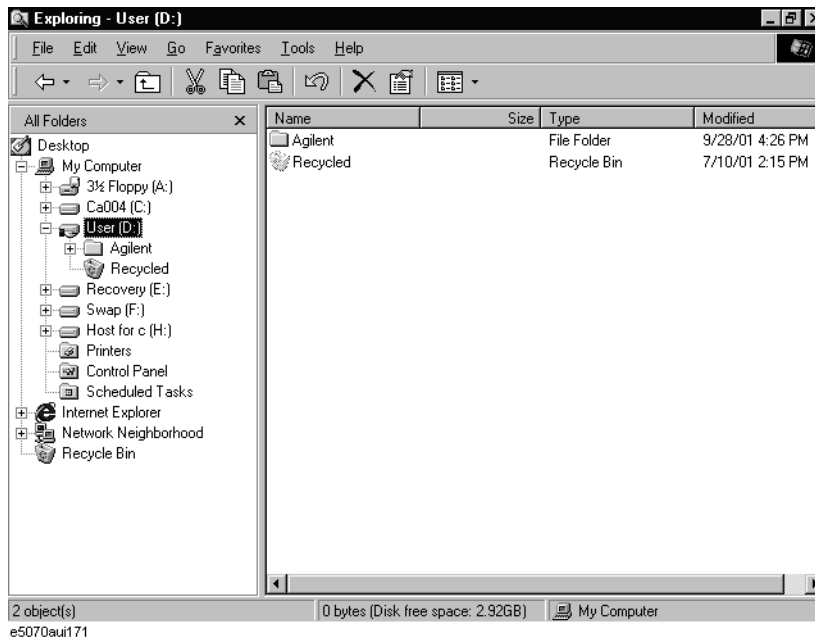 Exploring - User (D:)
File Edit View Go Favorites Tools Help
All Folders
Name Size Type Modified
Desktop
My Computer
3½ Floppy (A:)
Ca004 (C:)
User (D:)
Agilent
Recycled
Recovery (E:)
Swap (F:)
Host for c (H:)
Printers
Control Panel
Scheduled Tasks
Internet Explorer
Network Neighborhood
Recycle Bin
Agilent File Folder 9/28/01 4:26 PM
Recycled Recycle Bin 7/10/01 2:15 PM
2 object(s) 0 bytes (Disk free space: 2.92GB) My Computer
e5070aui171